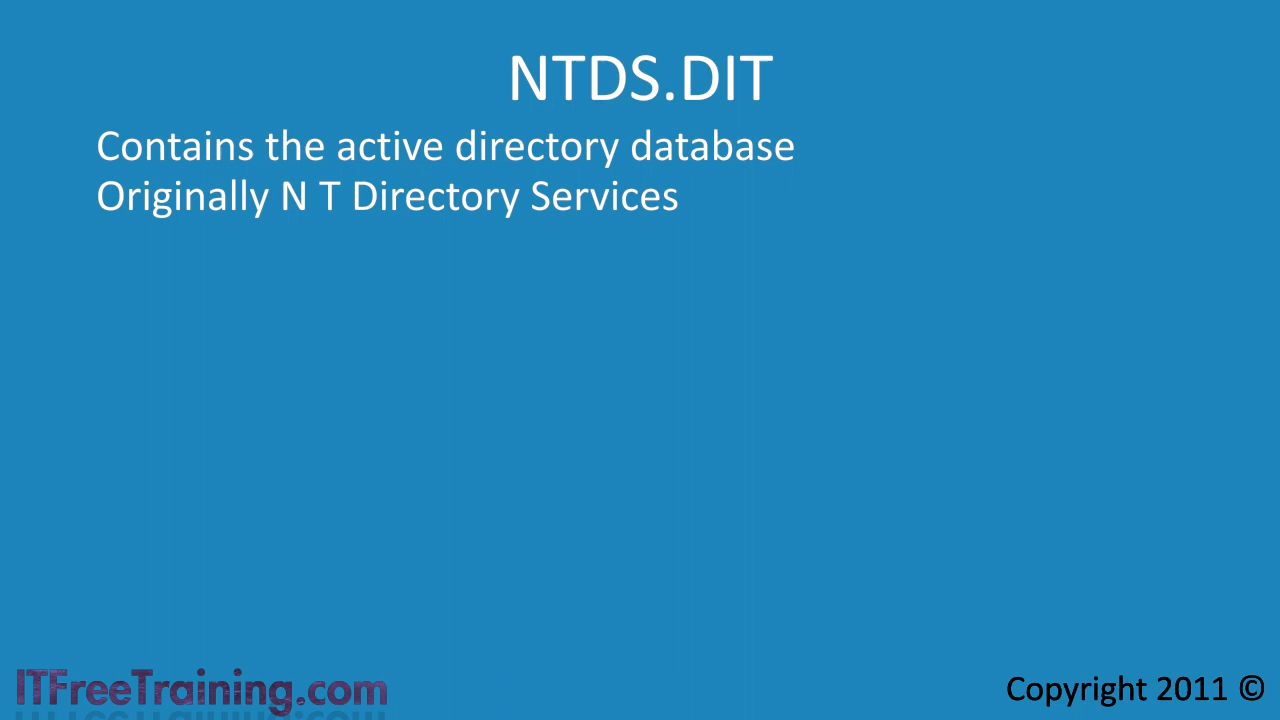 NTDS.DIT
Contains the active directory database
Originally N T Directory Services
ITFreeTraining.com
Copyright 2011 ©